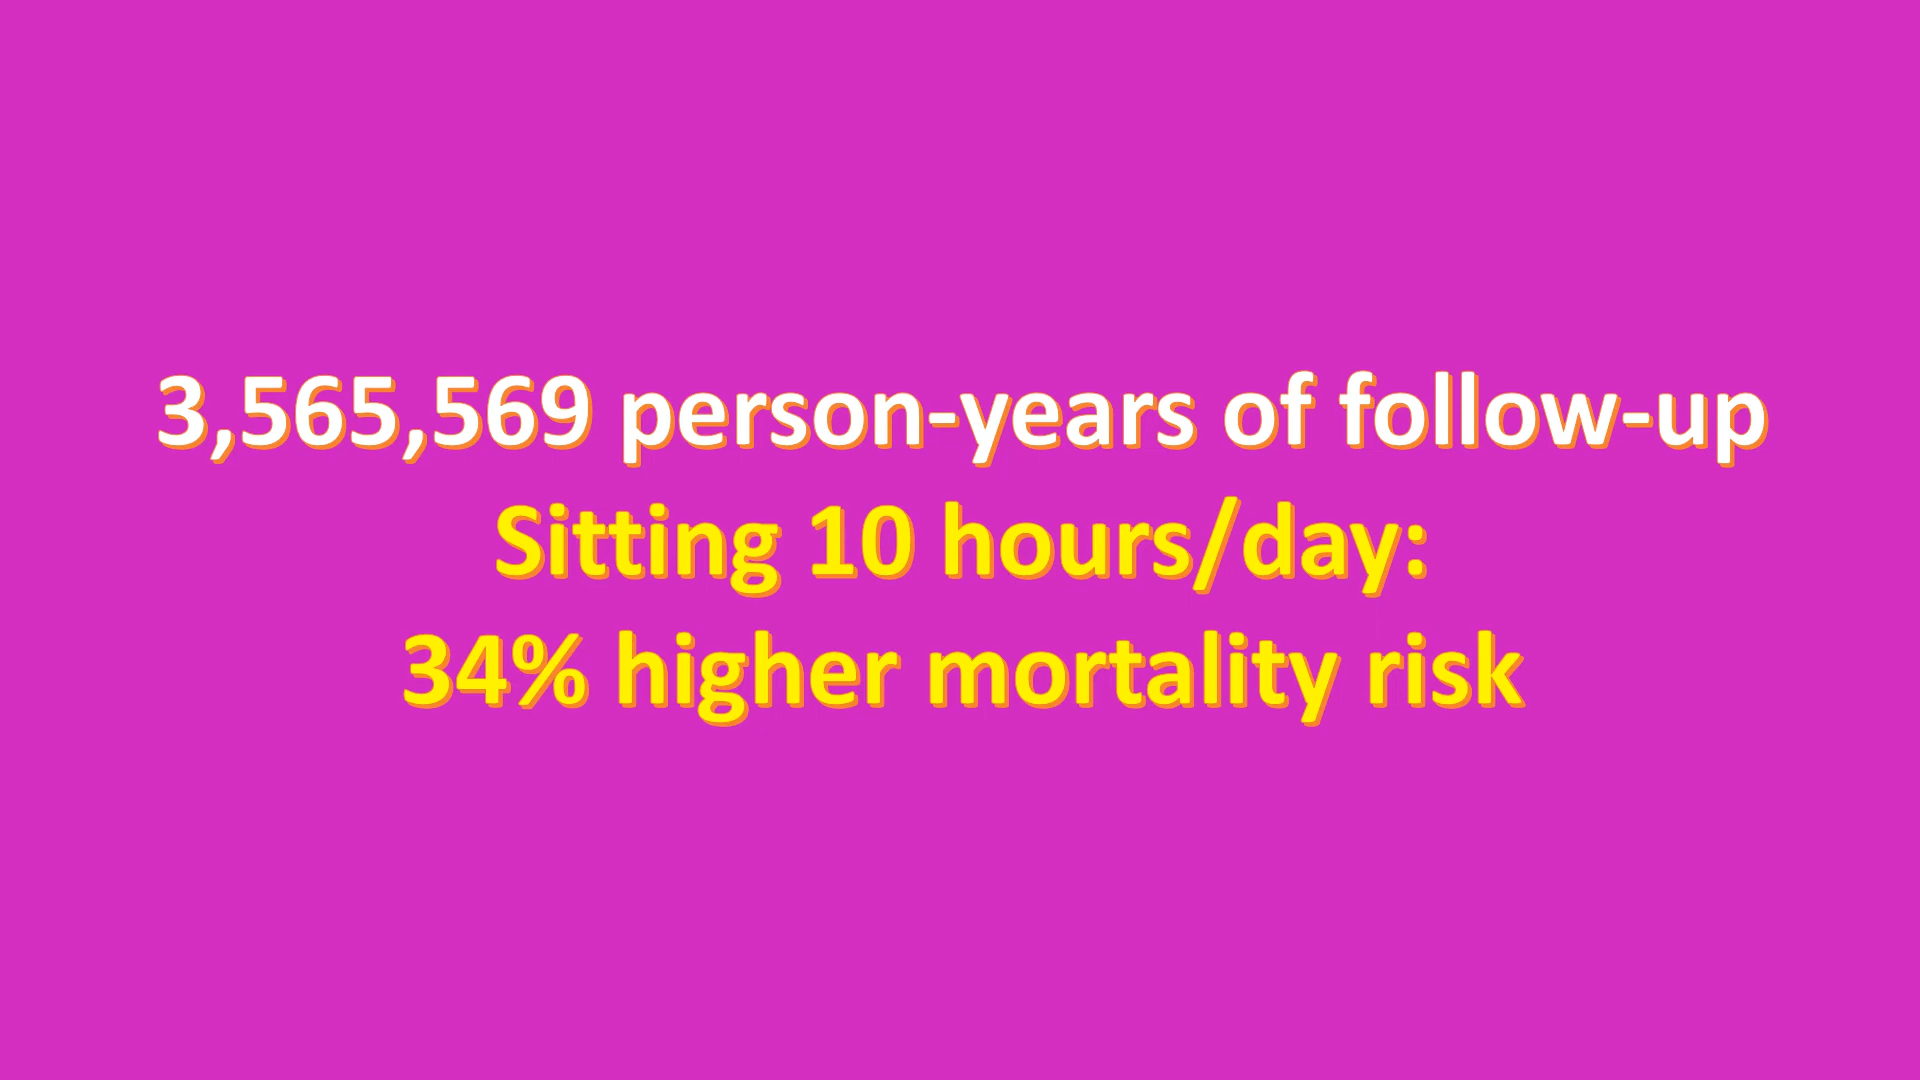 3,565,569 person-years of follow-up
Sitting 10 hours/day:
34% higher mortality risk